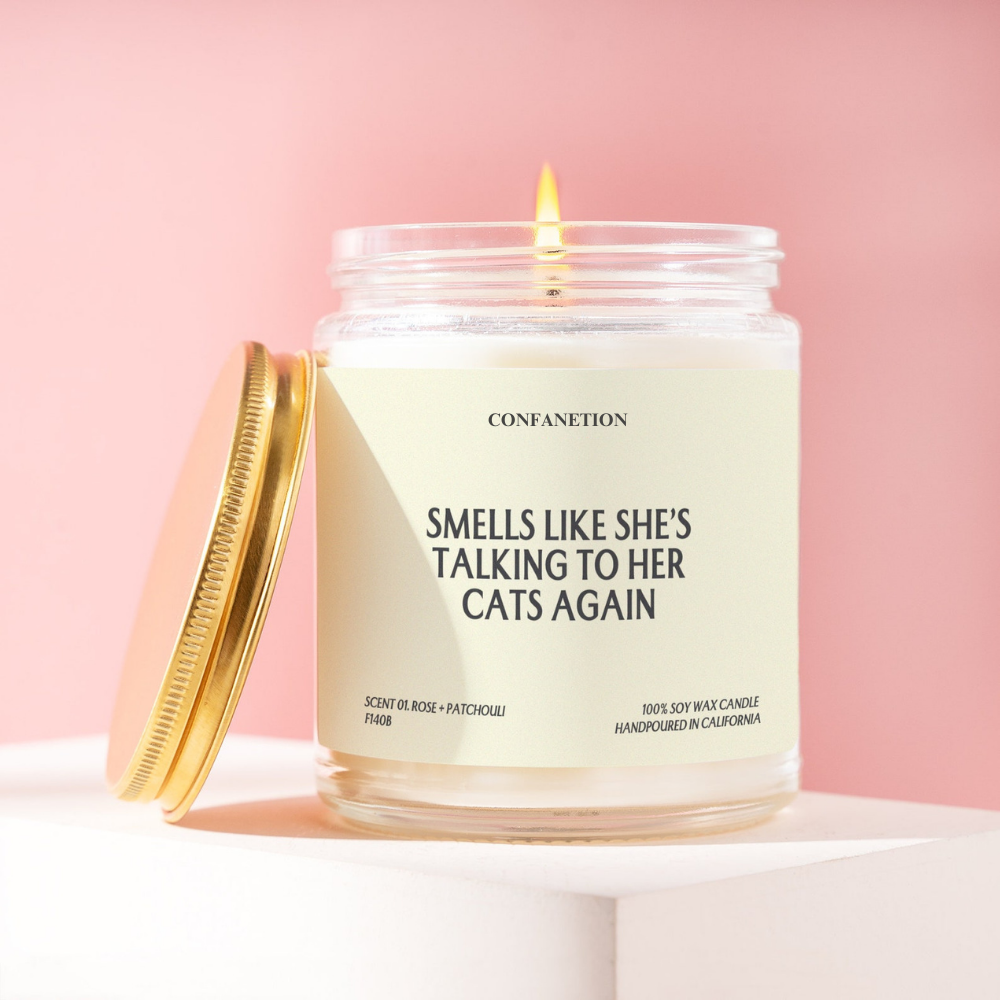 CONFANETION
SMELLS LIKE SHE'S
TALKING TO HER
CATS AGAIN
SCENT 01. ROSE + PATCHOULI
F140B
100% SOY WAX CANDLE
HANDPOURED IN CALIFORNIA